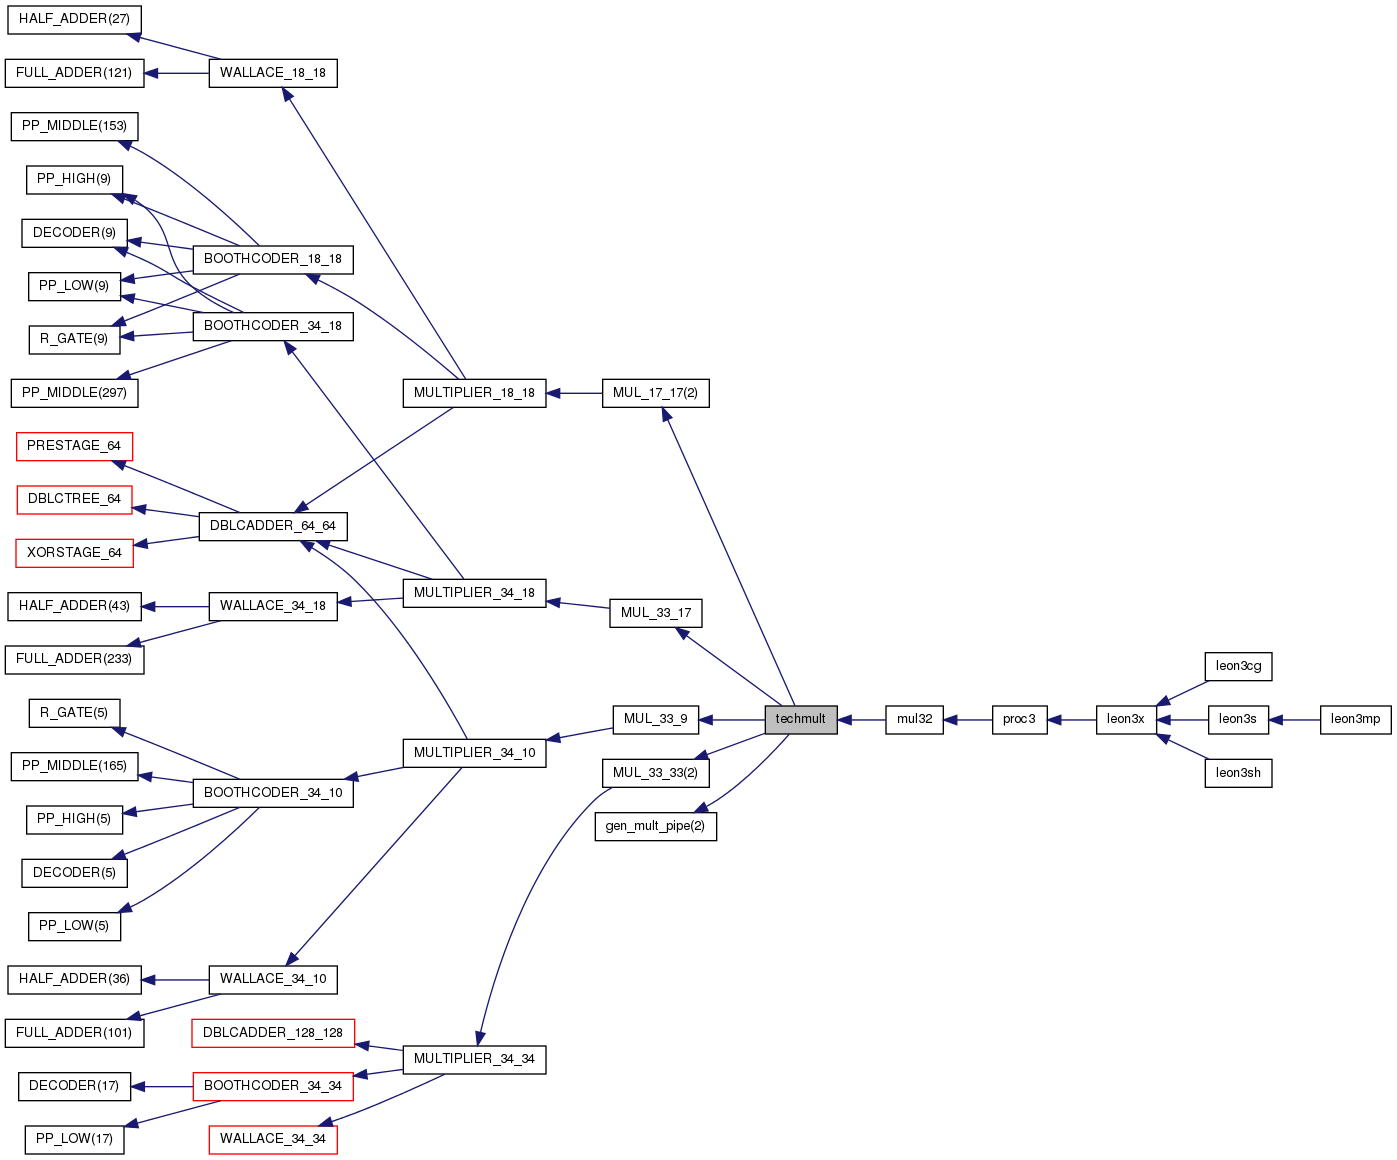 HALF_ADDER(27)
FULL_ADDER(121)
WALLACE_18_18
PP_MIDDLE(153)
PP_HIGH(9)
DECODER(9)
PP_LOW(9)
R_GATE(9)
PP_MIDDLE(297)
BOOTHCODER_18_18
BOOTHCODER_34_18
MULTIPLIER_18_18
MUL_17_17(2)
PRESTAGE_64
DBLCTREE_64
XORSTAGE_64
DBLCADDER_64_64
HALF_ADDER(43)
FULL_ADDER(233)
WALLACE_34_18
MULTIPLIER_34_18
MUL_33_17
R_GATE(5)
PP_MIDDLE(165)
PP_HIGH(5)
DECODER(5)
PP_LOW(5)
BOOTHCODER_34_10
MULTIPLIER_34_10
MUL_33_9
MUL_33_33(2)
gen_mult_pipe(2)
techmult
mul32
proc3
leon3x
leon3cg
leon3s
leon3sh
leon3mp
HALF_ADDER(36)
FULL_ADDER(101)
WALLACE_34_10
DBLCADDER_128_128
DECODER(17)
PP_LOW(17)
BOOTHCODER_34_34
WALLACE_34_34
MULTIPLIER_34_34